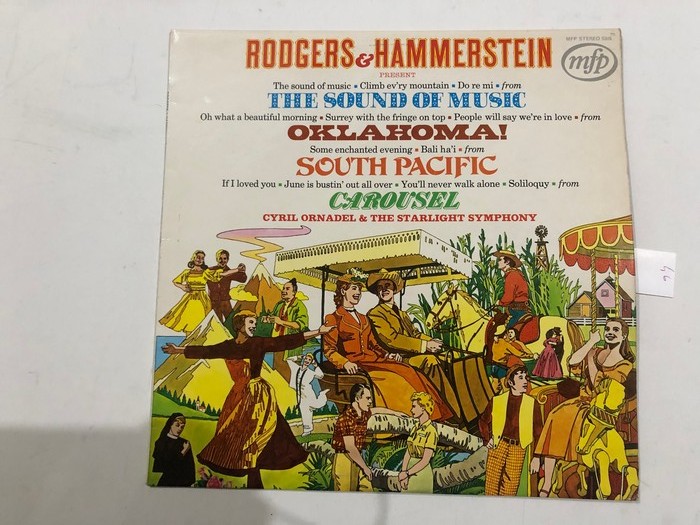 MFP STEREO
mfp
RODGERS & HAMMERSTEIN
PRESENT
The sound of music • Climb ev'ry mountain • Do re mi • from
THE SOUND OF MUSIC
Oh what a beautiful morning • Surrey with the fringe on top • People will say we're in love • from
OKLAHOMA!
Some enchanted evening • Bali ha'i • from
SOUTH PACIFIC
If I loved you • June is bustin' out all over • You'll never walk alone • Soliloquy • from
CAROUSEL
CYRIL ORNADEL & THE STARLIGHT SYMPHONY